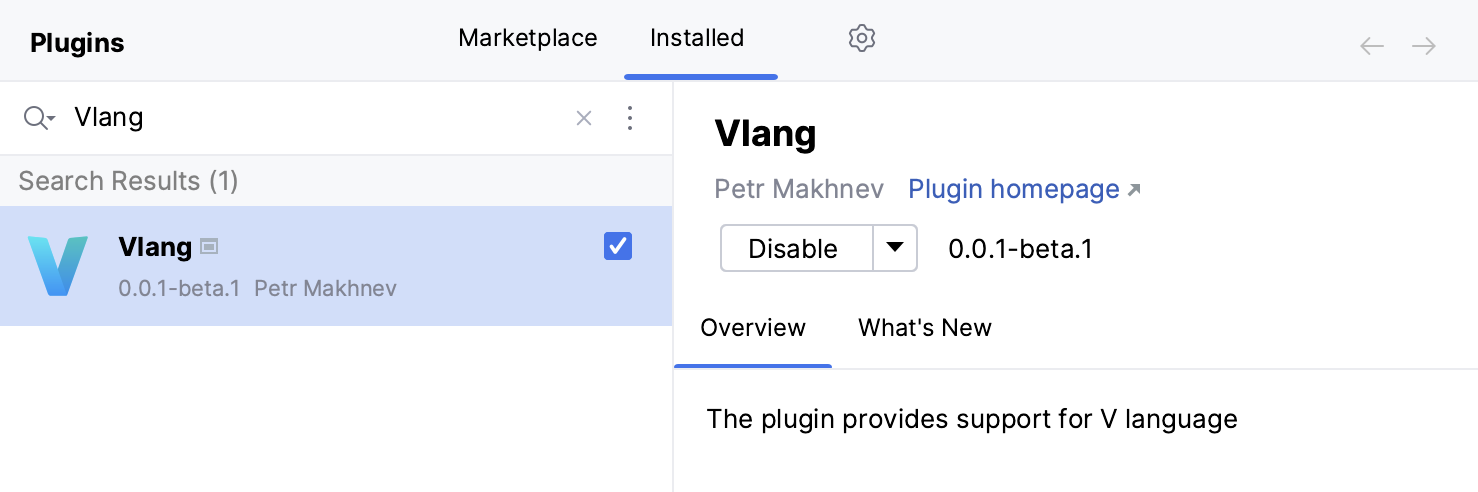 Plugins
Marketplace
Installed
Vlang
Search Results (1)
Vlang
0.0.1-beta.1 Petr Makhnev
Vlang
Petr Makhnev Plugin homepage
Disable 0.0.1-beta.1
Overview What's New
The plugin provides support for V language